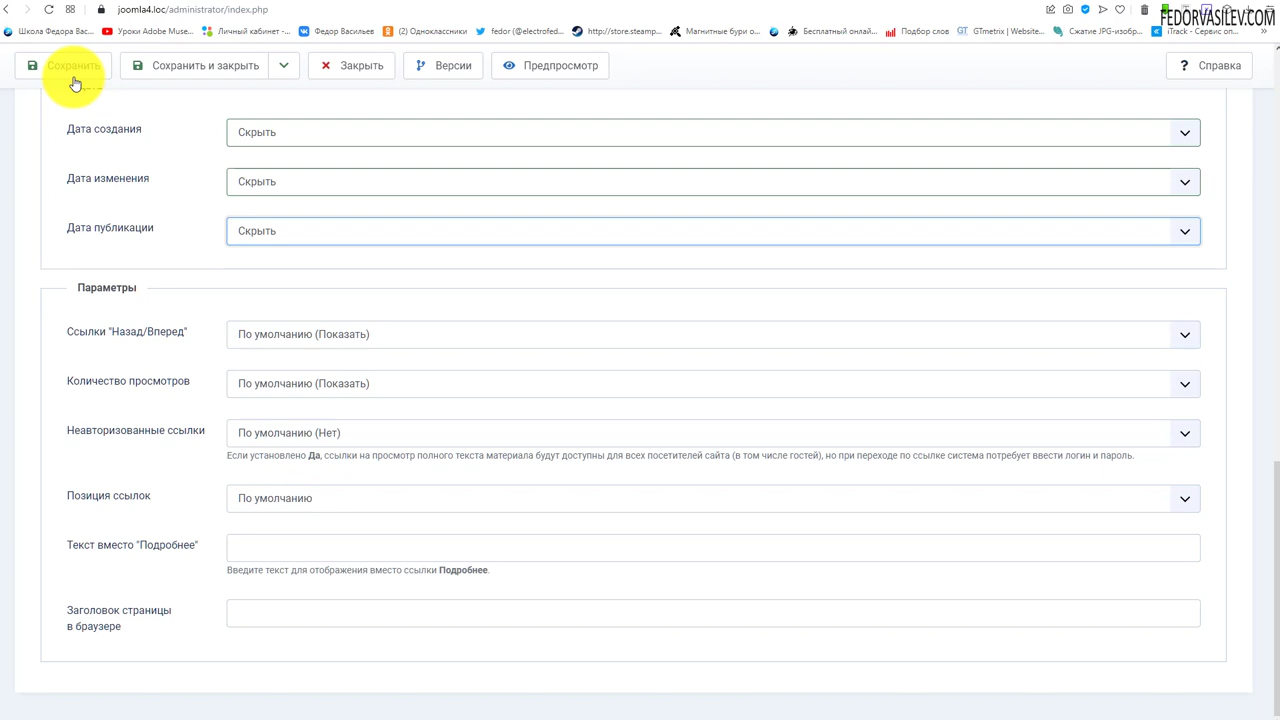 joomla4.loc/administrator/index.php
FEDORVASILEV.COM
Школа Федора Вас... Уроки Adobe Muse... Личный кабинет -... Федор Васильев (2) Одноклассники fedor (@electrofed... http://store.steamp... Магнитные бури о... Бесплатный онлай... Подбор слов GTmetrix | Website... Сжатие JPG-изобр... iTrack - Сервис оп... »
Сохранить Сохранить и закрыть Закрыть Версии Предпросмотр ? Справка
Дата создания Скрыть
Дата изменения Скрыть
Дата публикации Скрыть
Параметры
Ссылки "Назад/Вперед" По умолчанию (Показать)
Количество просмотров По умолчанию (Показать)
Неавторизованные ссылки По умолчанию (Нет)
Если установлено Да, ссылки на просмотр полного текста материала будут доступны для всех посетителей сайта (в том числе гостей), но при переходе по ссылке система потребует ввести логин и пароль.
Позиция ссылок По умолчанию
Текст вместо "Подробнее"
Введите текст для отображения вместо ссылки Подробнее.
Заголовок страницы
в браузере